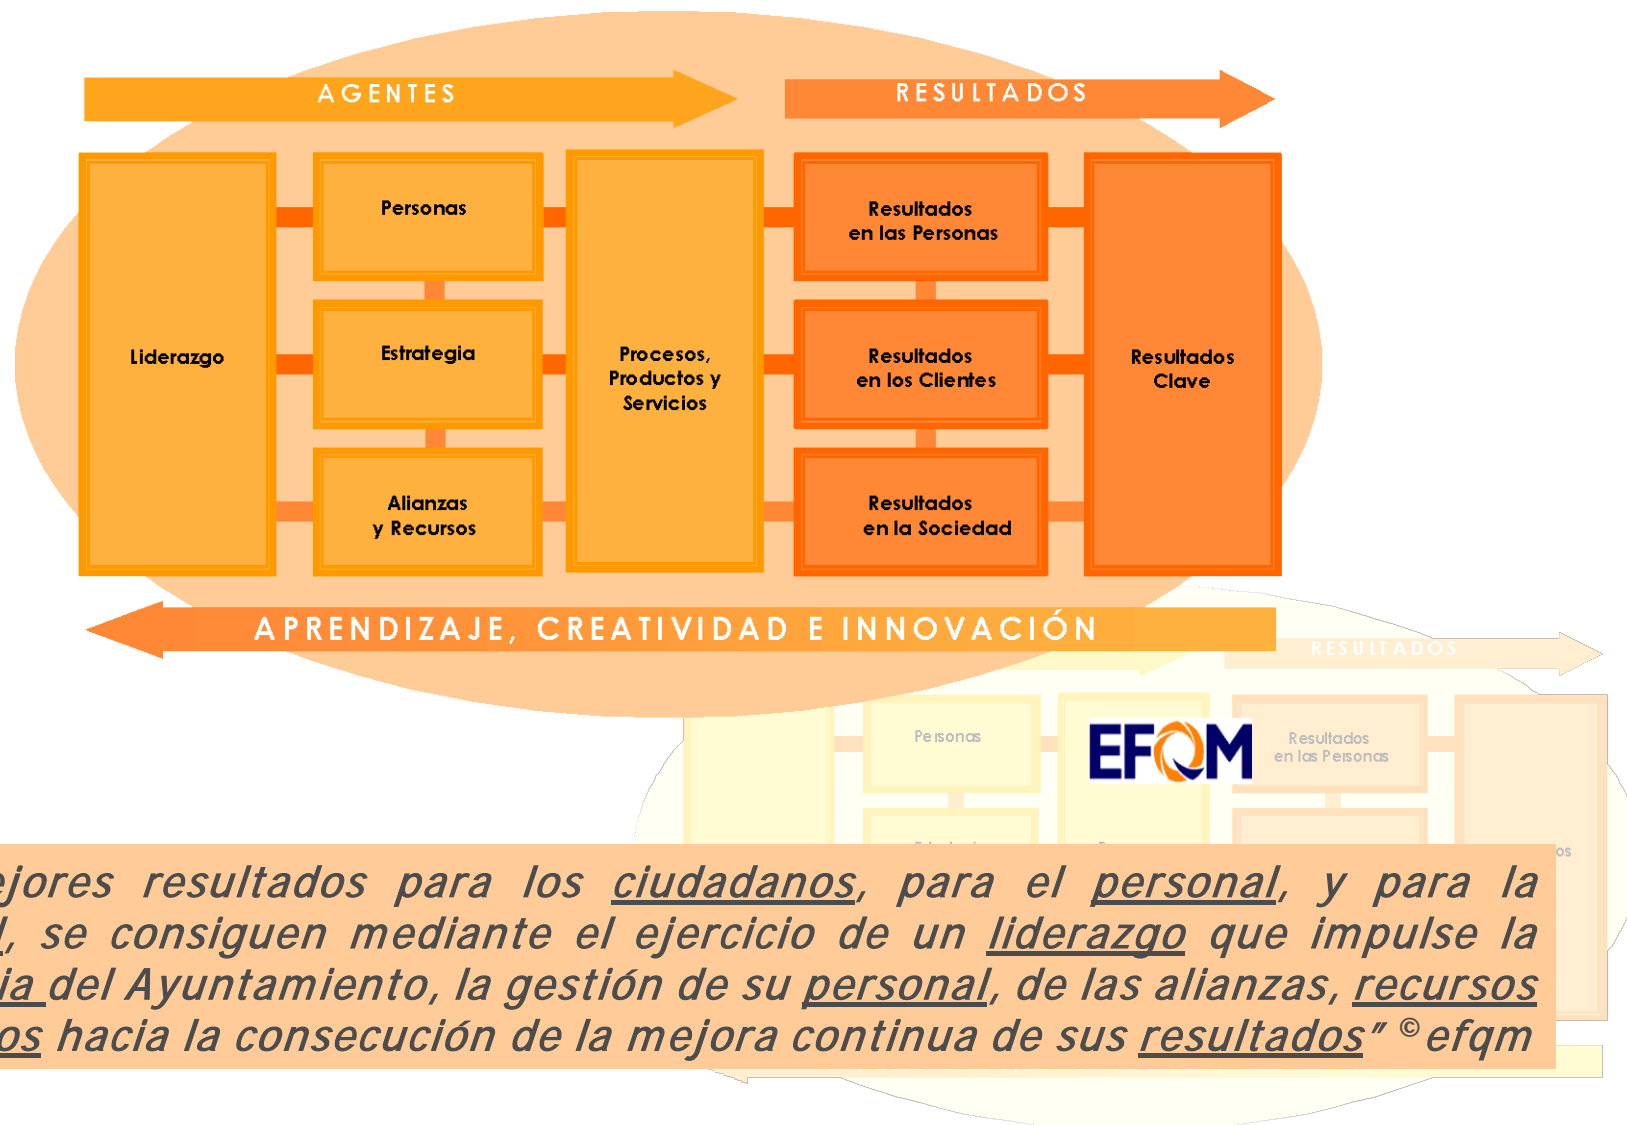 AGENTES
RESULTADOS
Liderazgo
Personas
Estrategia
Alianzas
y Recursos
Procesos,
Productos y
Servicios
Resultados
en las Personas
Resultados
en los Clientes
Resultados
en la Sociedad
Resultados
Clave
APRENDIZAJE, CREATIVIDAD E INNOVACIÓN
RESULTADOS
Personas
EFQM
Resultados
en las Personas
resultados para los ciudadanos, para el personal, y para la
, se consiguen mediante el ejercicio de un liderazgo que impulse la
del Ayuntamiento, la gestión de su personal, de las alianzas, recursos
hacia la consecución de la mejora continua de sus resultados” ©efqm